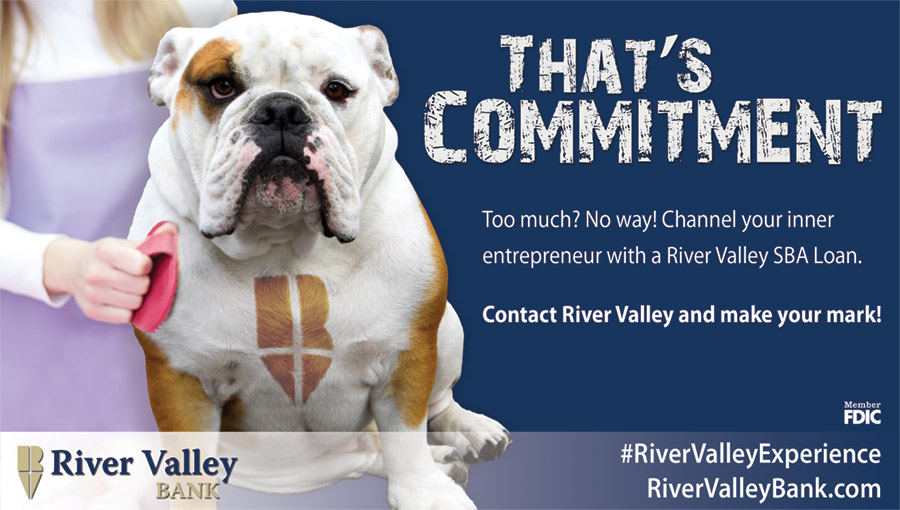 THAT'S
COMMITMENT
Too much? No way! Channel your inner
entrepreneur with a River Valley SBA Loan.
Contact River Valley and make your mark!
Member
FDIC
River Valley
BANK
#RiverValleyExperience
RiverValleyBank.com